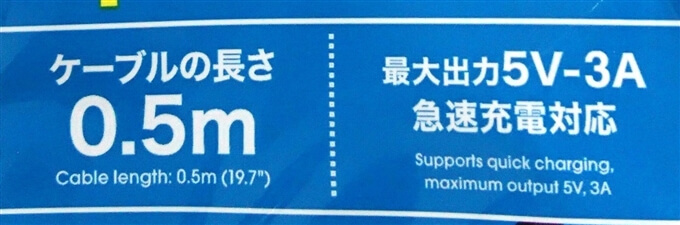 ケーブルの長さ
0.5m
Cable length: 0.5m (19.7")
最大出力5V-3A
急速充電対応
Supports quick charging,
maximum output 5V, 3A